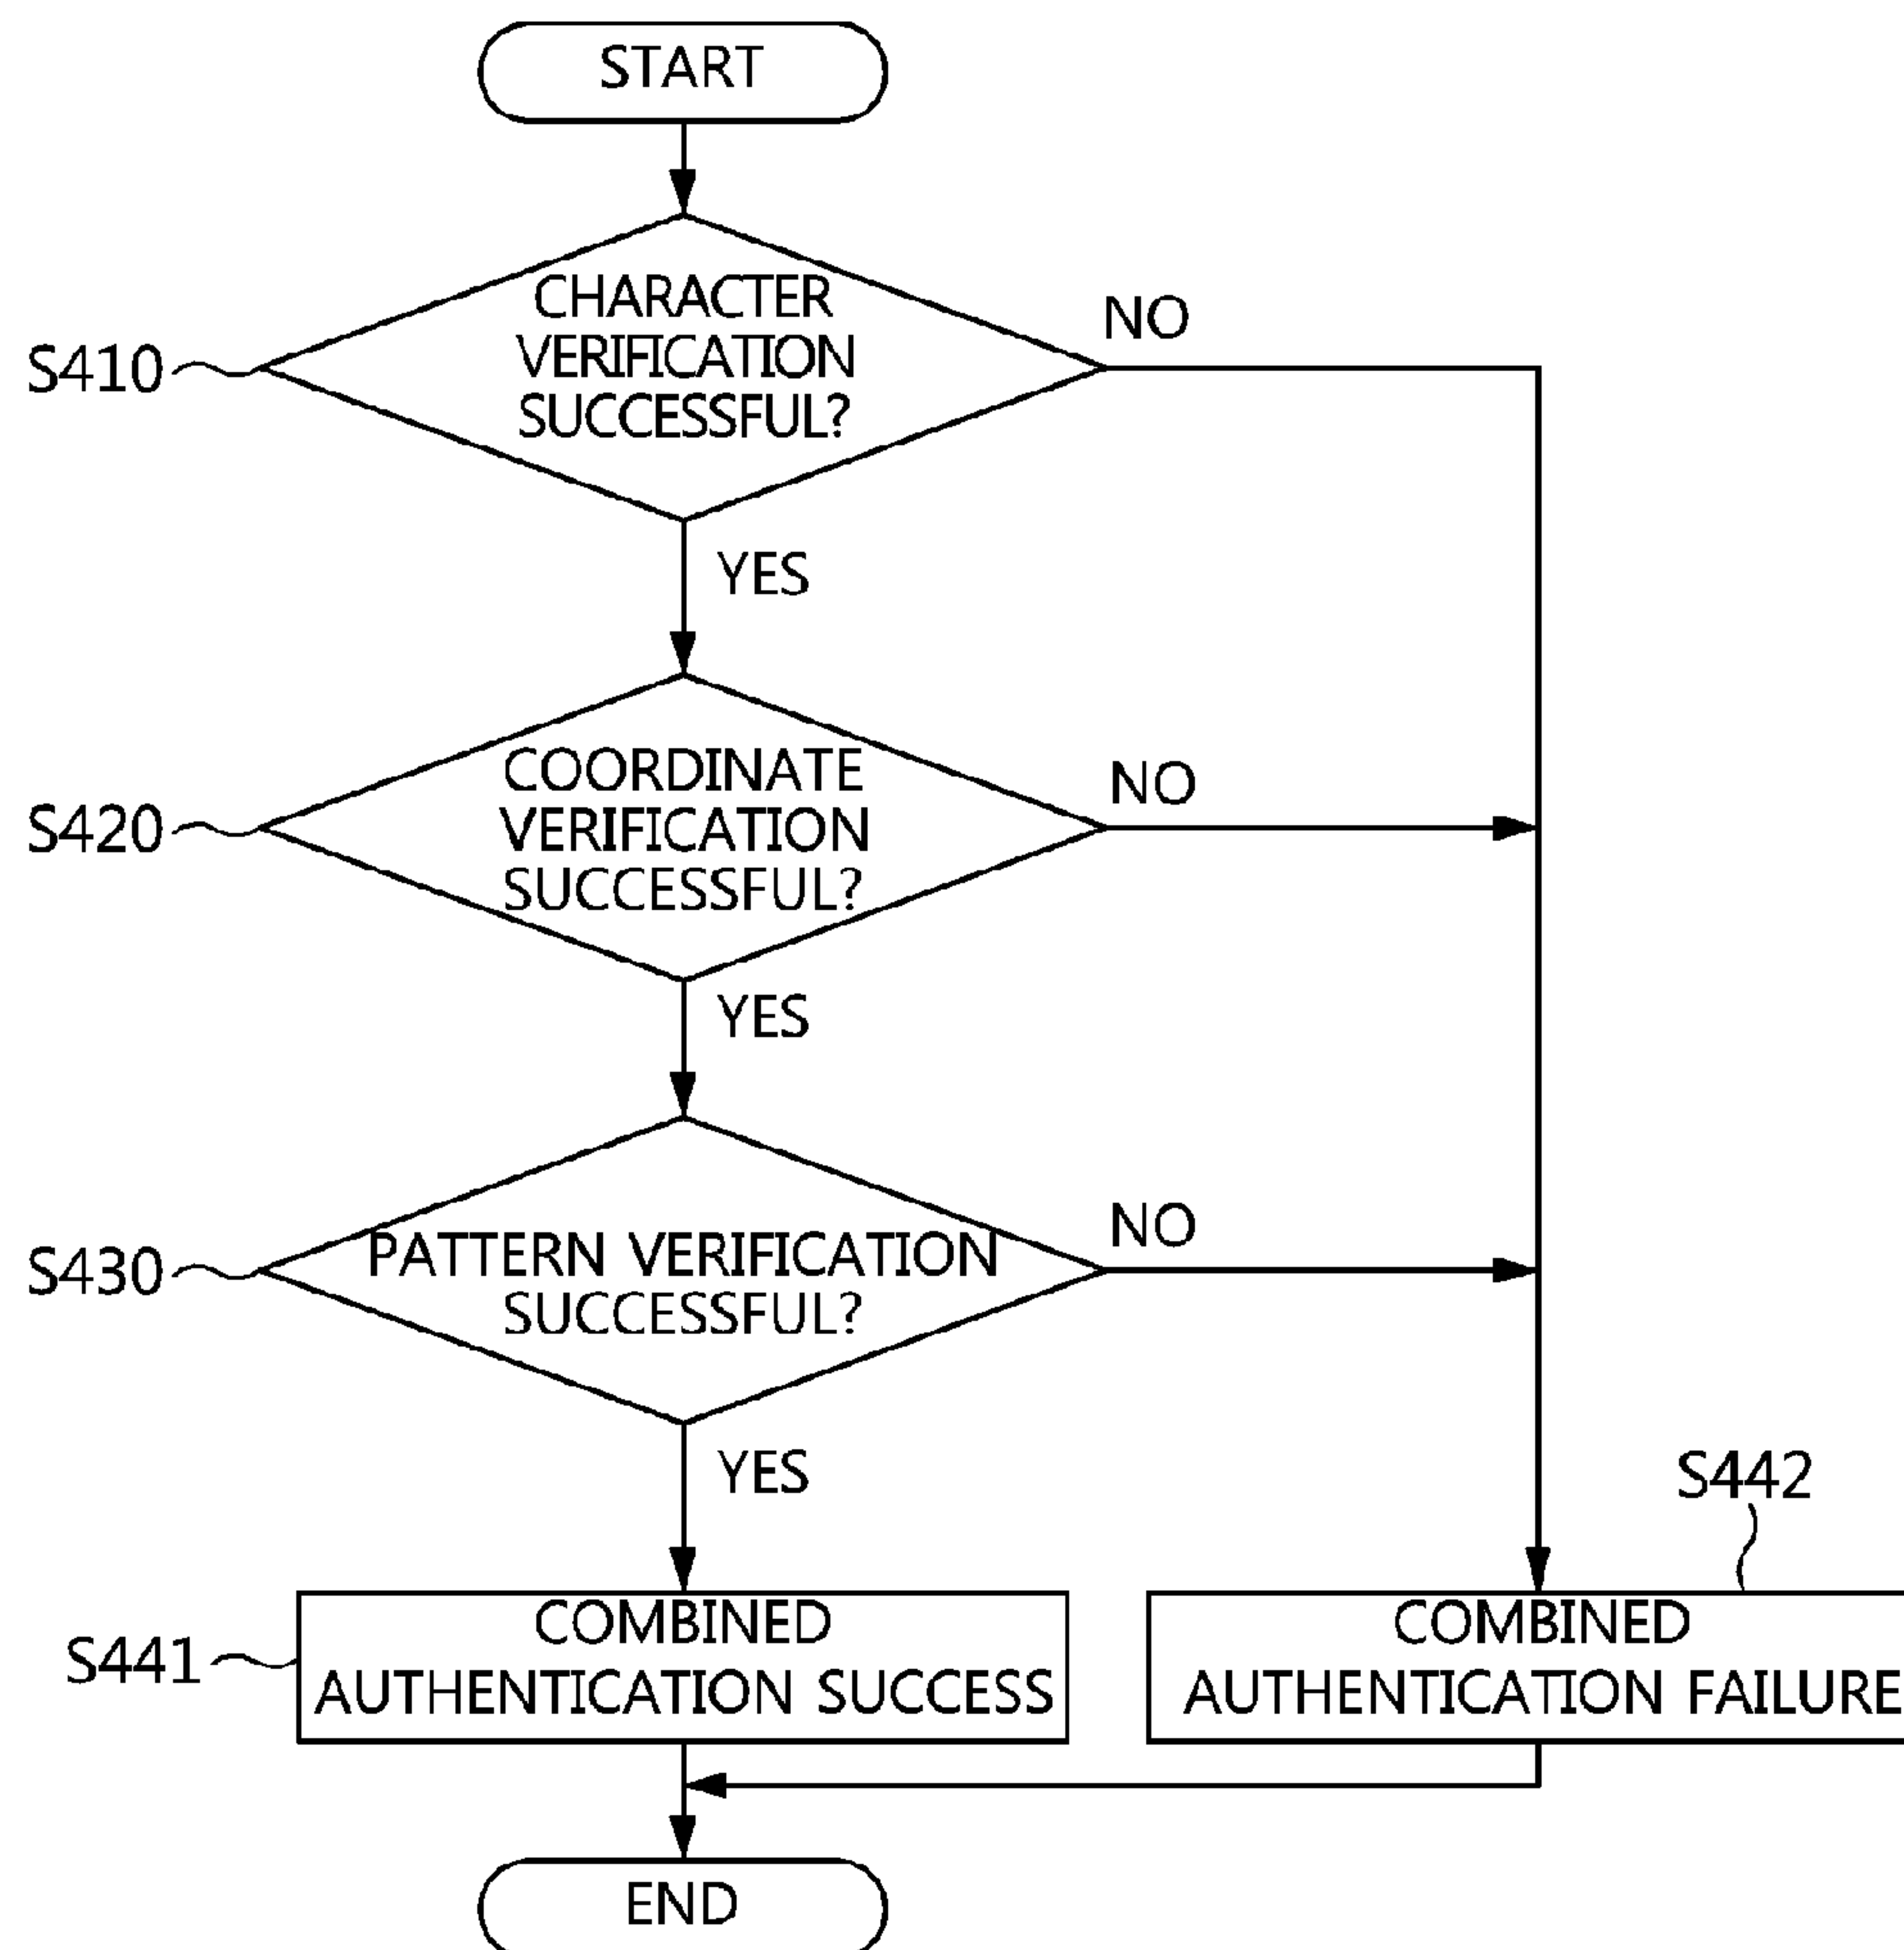 START
CHARACTER
VERIFICATION
SUCCESSFUL?
NO
S410
YES
COORDINATE
VERIFICATION
SUCCESSFUL?
NO
S420
YES
PATTERN VERIFICATION
SUCCESSFUL?
NO
S430
YES
S442
COMBINED
AUTHENTICATION SUCCESS
S441
COMBINED
AUTHENTICATION FAILURE
END